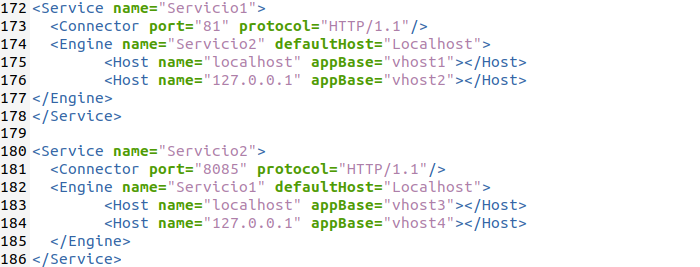 172 <Service name="Servicio1">
173   <Connector port="81" protocol="HTTP/1.1"/>
174   <Engine name="Servicio2" defaultHost="Localhost">
175         <Host name="localhost" appBase="vhost1"></Host>
176         <Host name="127.0.0.1" appBase="vhost2"></Host>
177 </Engine>
178 </Service>
179
180 <Service name="Servicio2">
181   <Connector port="8085" protocol="HTTP/1.1"/>
182   <Engine name="Servicio1" defaultHost="Localhost">
183         <Host name="localhost" appBase="vhost3"></Host>
184         <Host name="127.0.0.1" appBase="vhost4"></Host>
185   </Engine>
186 </Service>